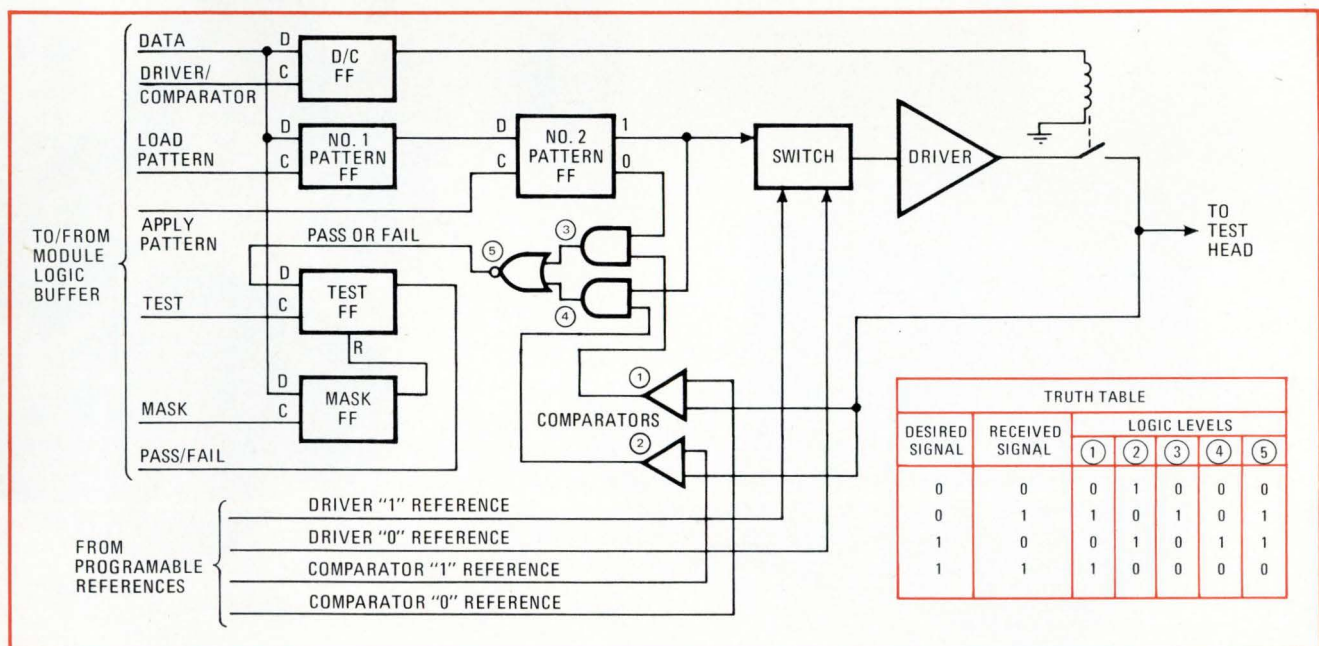 DATA
DRIVER/
COMPARATOR
LOAD
PATTERN
APPLY
PATTERN
TO/FROM
MODULE
LOGIC
BUFFER
TEST
MASK
PASS/FAIL
D
C
D/C
FF
D
C
NO. 1
PATTERN
FF
D
C
NO. 2
PATTERN
FF
1
0
SWITCH
DRIVER
TO
TEST
HEAD
PASS OR FAIL
5
3
4
D
C
TEST
FF
R
D
C
MASK
FF
COMPARATORS
1
2
FROM
PROGRAMABLE
REFERENCES
DRIVER "1" REFERENCE
DRIVER "0" REFERENCE
COMPARATOR "1" REFERENCE
COMPARATOR "0" REFERENCE
TRUTH TABLE
DESIRED SIGNAL RECEIVED SIGNAL LOGIC LEVELS
1 2 3 4 5
0 0 0 1 0 0 0
0 1 1 0 1 0 1
1 0 0 1 0 1 1
1 1 1 0 0 0 0